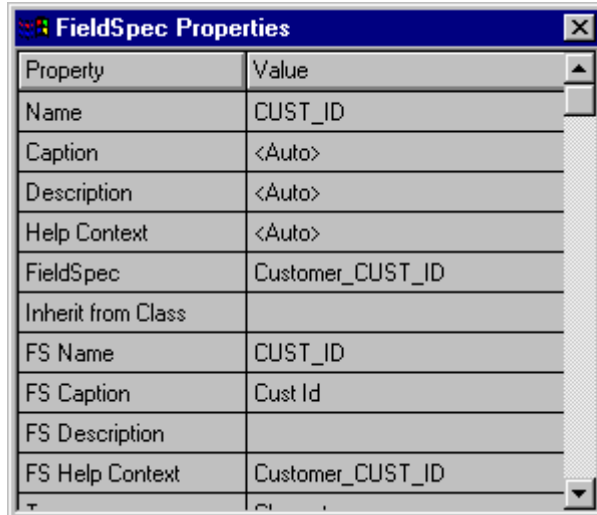 FieldSpec Properties
Property Value
Name CUST_ID
Caption <Auto>
Description <Auto>
Help Context <Auto>
FieldSpec Customer_CUST_ID
Inherit from Class
FS Name CUST_ID
FS Caption Cust Id
FS Description
FS Help Context Customer_CUST_ID